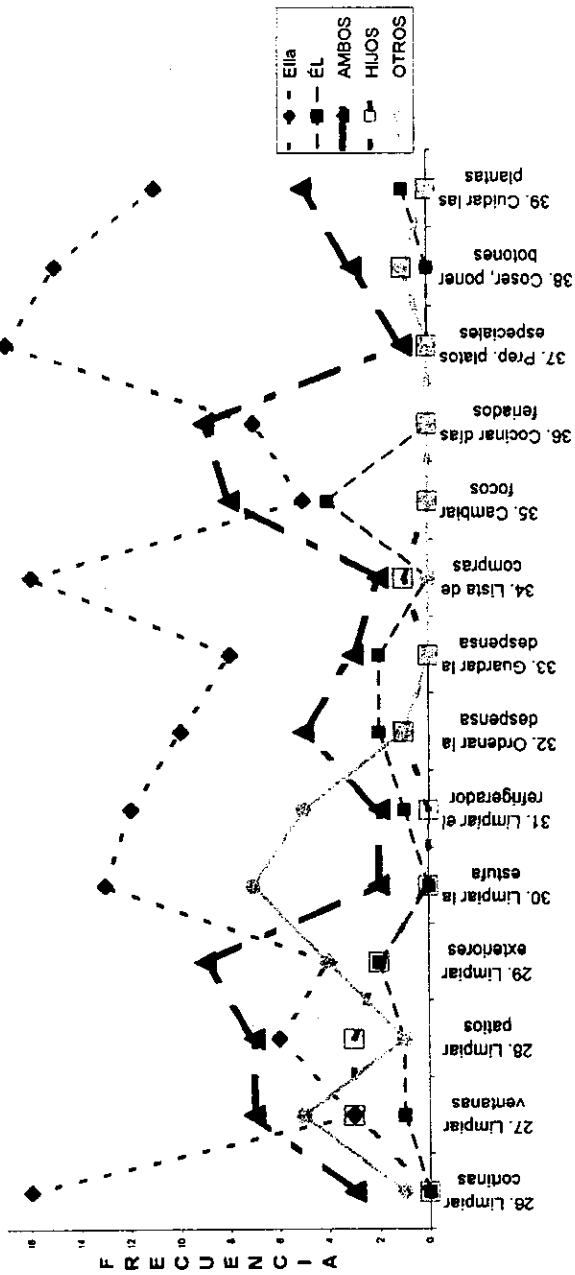 FRECUENCIA
16
14
12
10
8
6
4
2
0
26. Limpiar
cortinas
27. Limpiar
ventanas
28. Limpiar
patios
29. Limpiar
exteriores
30. Limpiar la
estufa
31. Limpiar el
refrigerador
32. Ordenar la
despensa
33. Guardar la
despensa
34. Lista de
compras
35. Cambiar
focos
36. Cocinar días
feriados
37. Prep. platos
especiales
38. Coser, poner
botones
39. Cuidar las
plantas
Ella
ÉL
AMBOS
HIJOS
OTROS